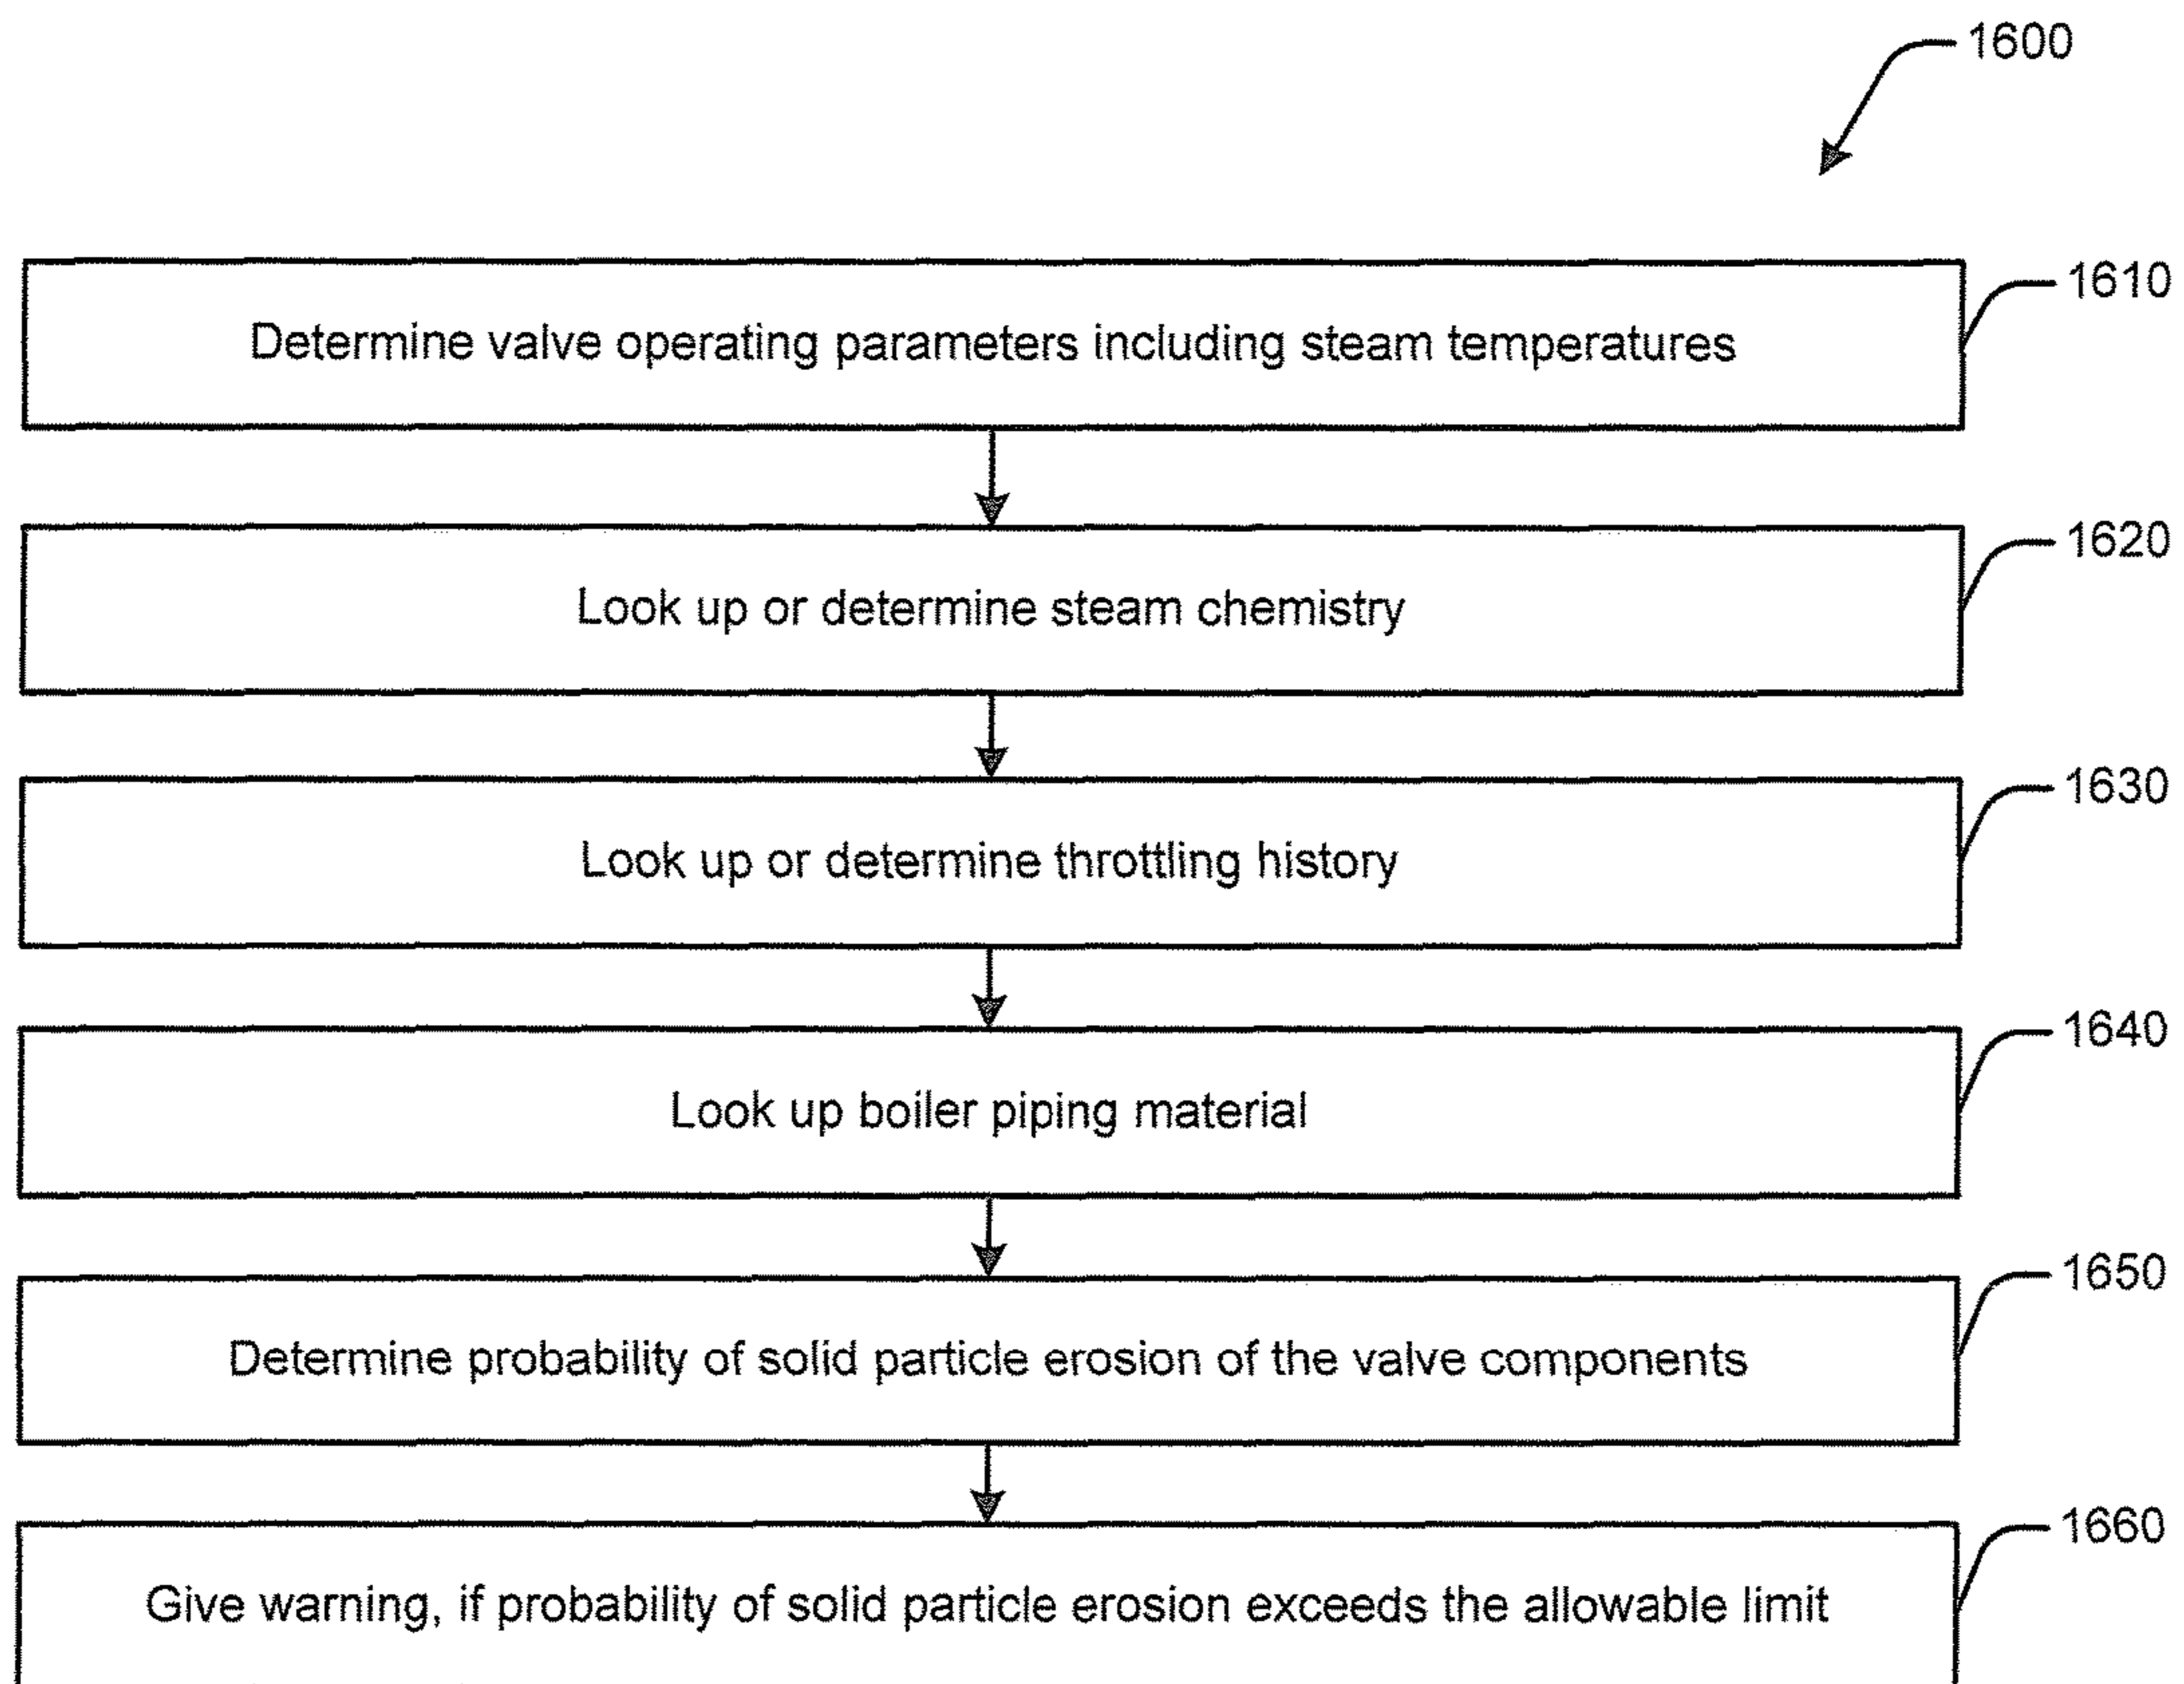 1600
1610
Determine valve operating parameters including steam temperatures
1620
Look up or determine steam chemistry
1630
Look up or determine throttling history
1640
Look up boiler piping material
1650
Determine probability of solid particle erosion of the valve components
1660
Give warning, if probability of solid particle erosion exceeds the allowable limit